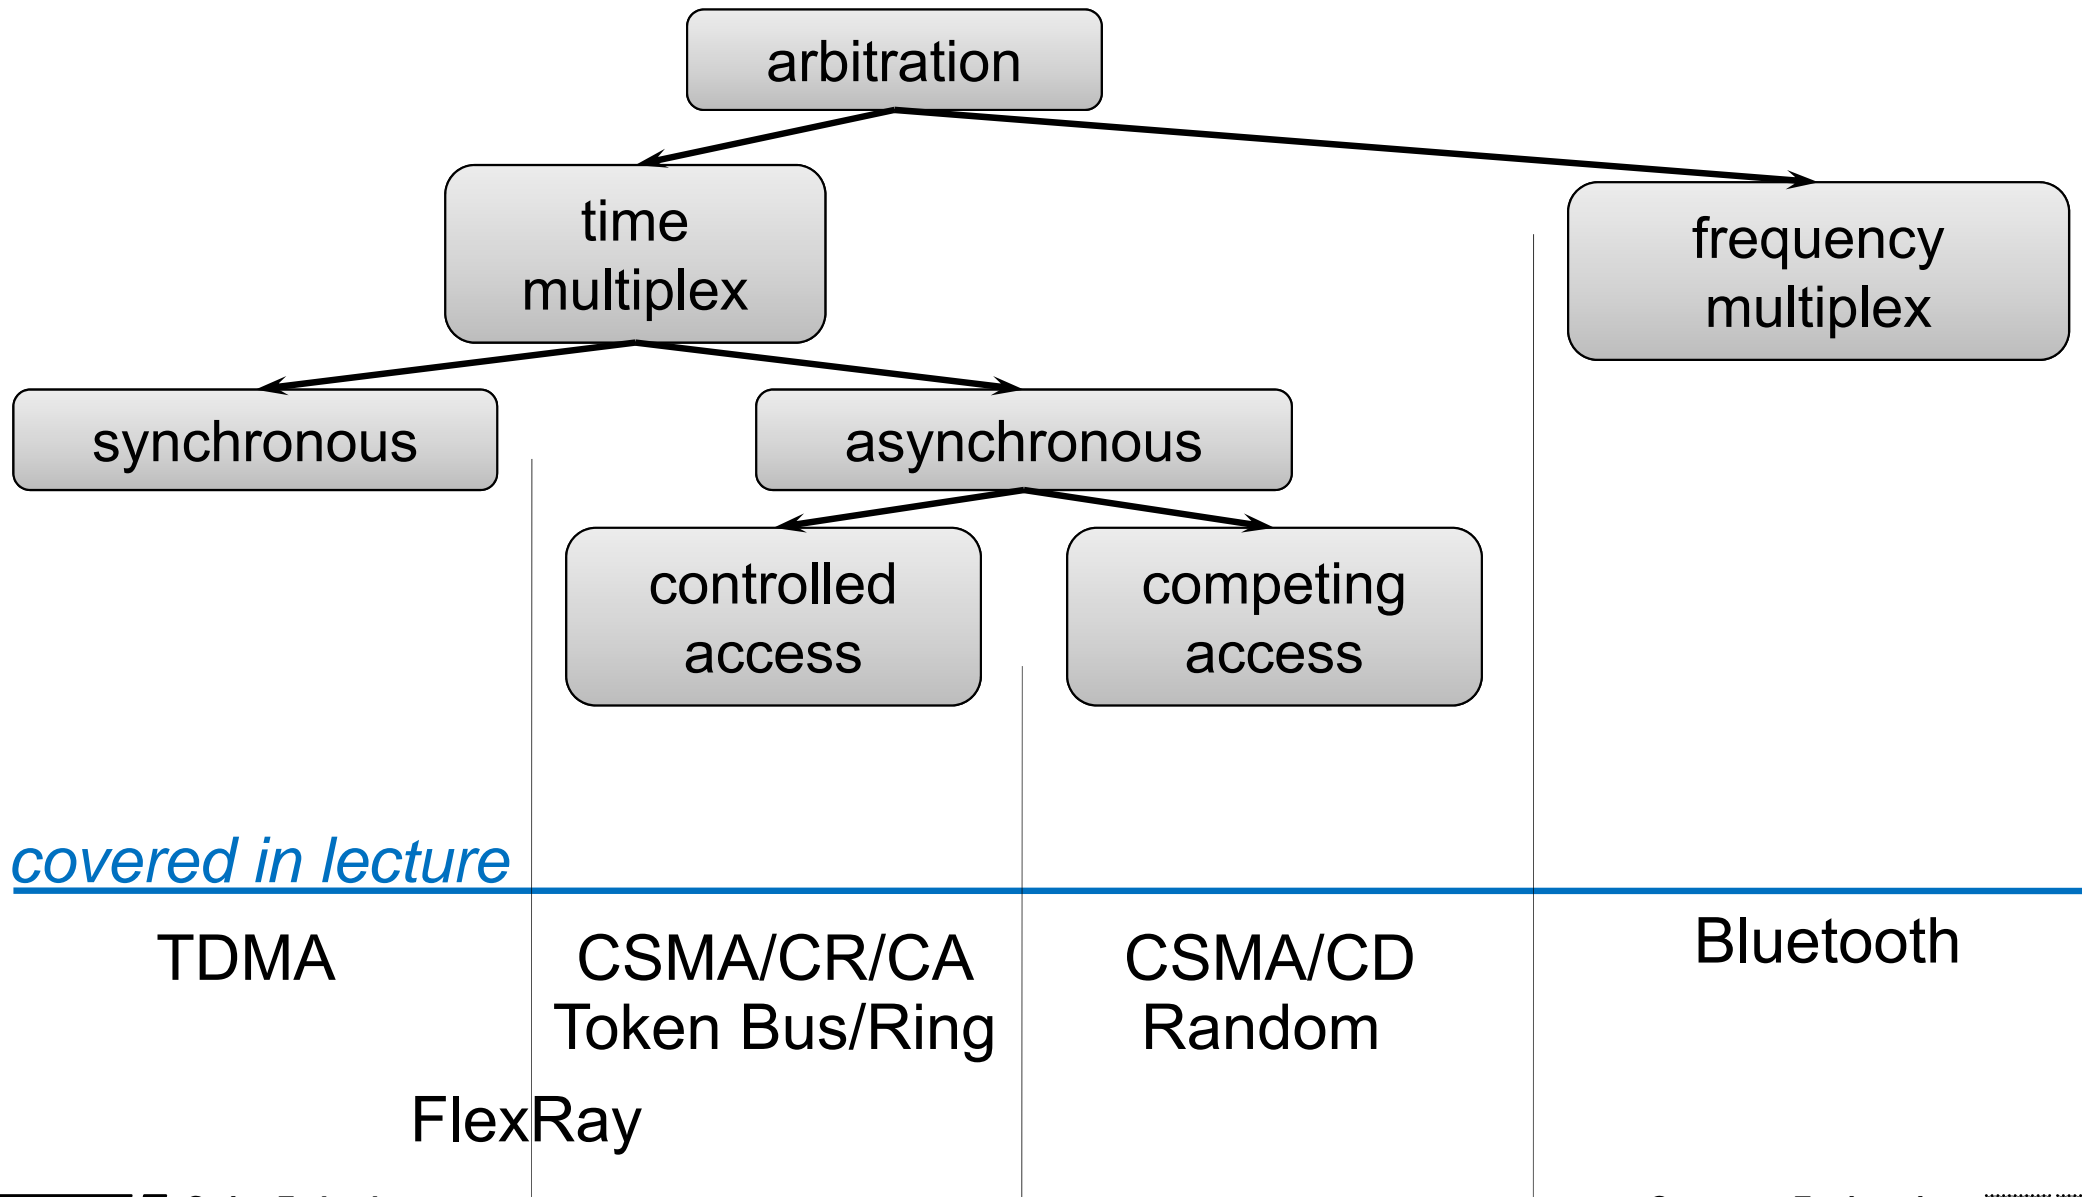 arbitration
time
multiplex
frequency
multiplex
synchronous
asynchronous
controlled
access
competing
access
covered in lecture
TDMA
CSMA/CR/CA
Token Bus/Ring
CSMA/CD
Random
Bluetooth
FlexRay